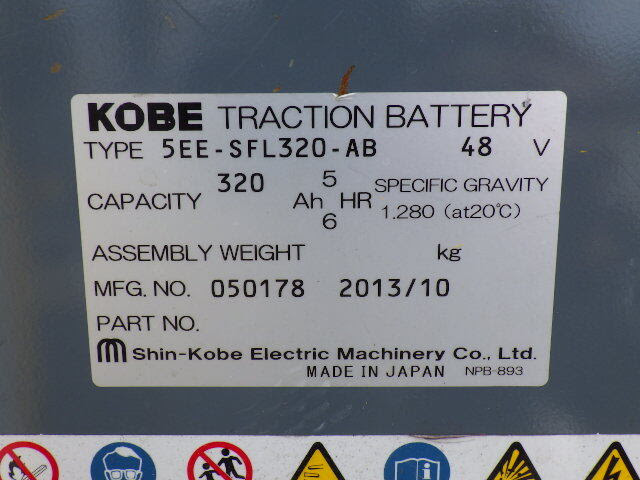 KOBE TRACTION BATTERY
TYPE 5EE-SFL320-AB 48 V
CAPACITY 320 Ah 5 6 HR SPECIFIC GRAVITY
1.280 (at20℃)
ASSEMBLY WEIGHT kg
MFG. NO. 050178 2013/10
PART NO.
Shin-Kobe Electric Machinery Co., Ltd.
MADE IN JAPAN NPB-893